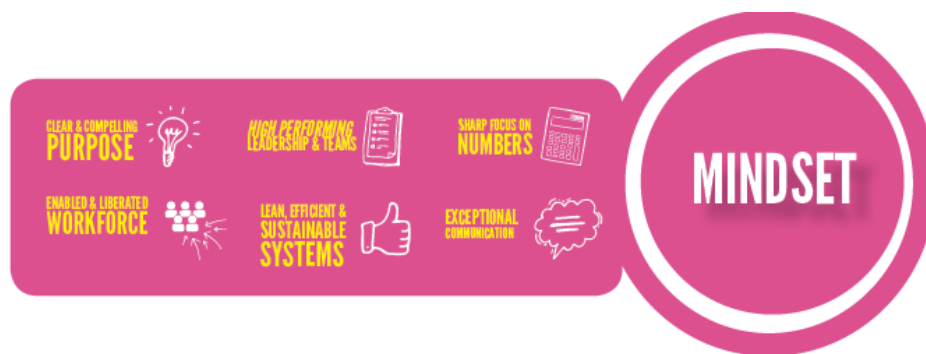 CLEAR & COMPELLING
PURPOSE
HIGH PERFORMING
LEADERSHIP & TEAMS
SHARP FOCUS ON
NUMBERS
ENABLED & LIBERATED
WORKFORCE
LEAN, EFFICIENT &
SUSTAINABLE
SYSTEMS
EXCEPTIONAL
COMMUNICATION
MINDSET